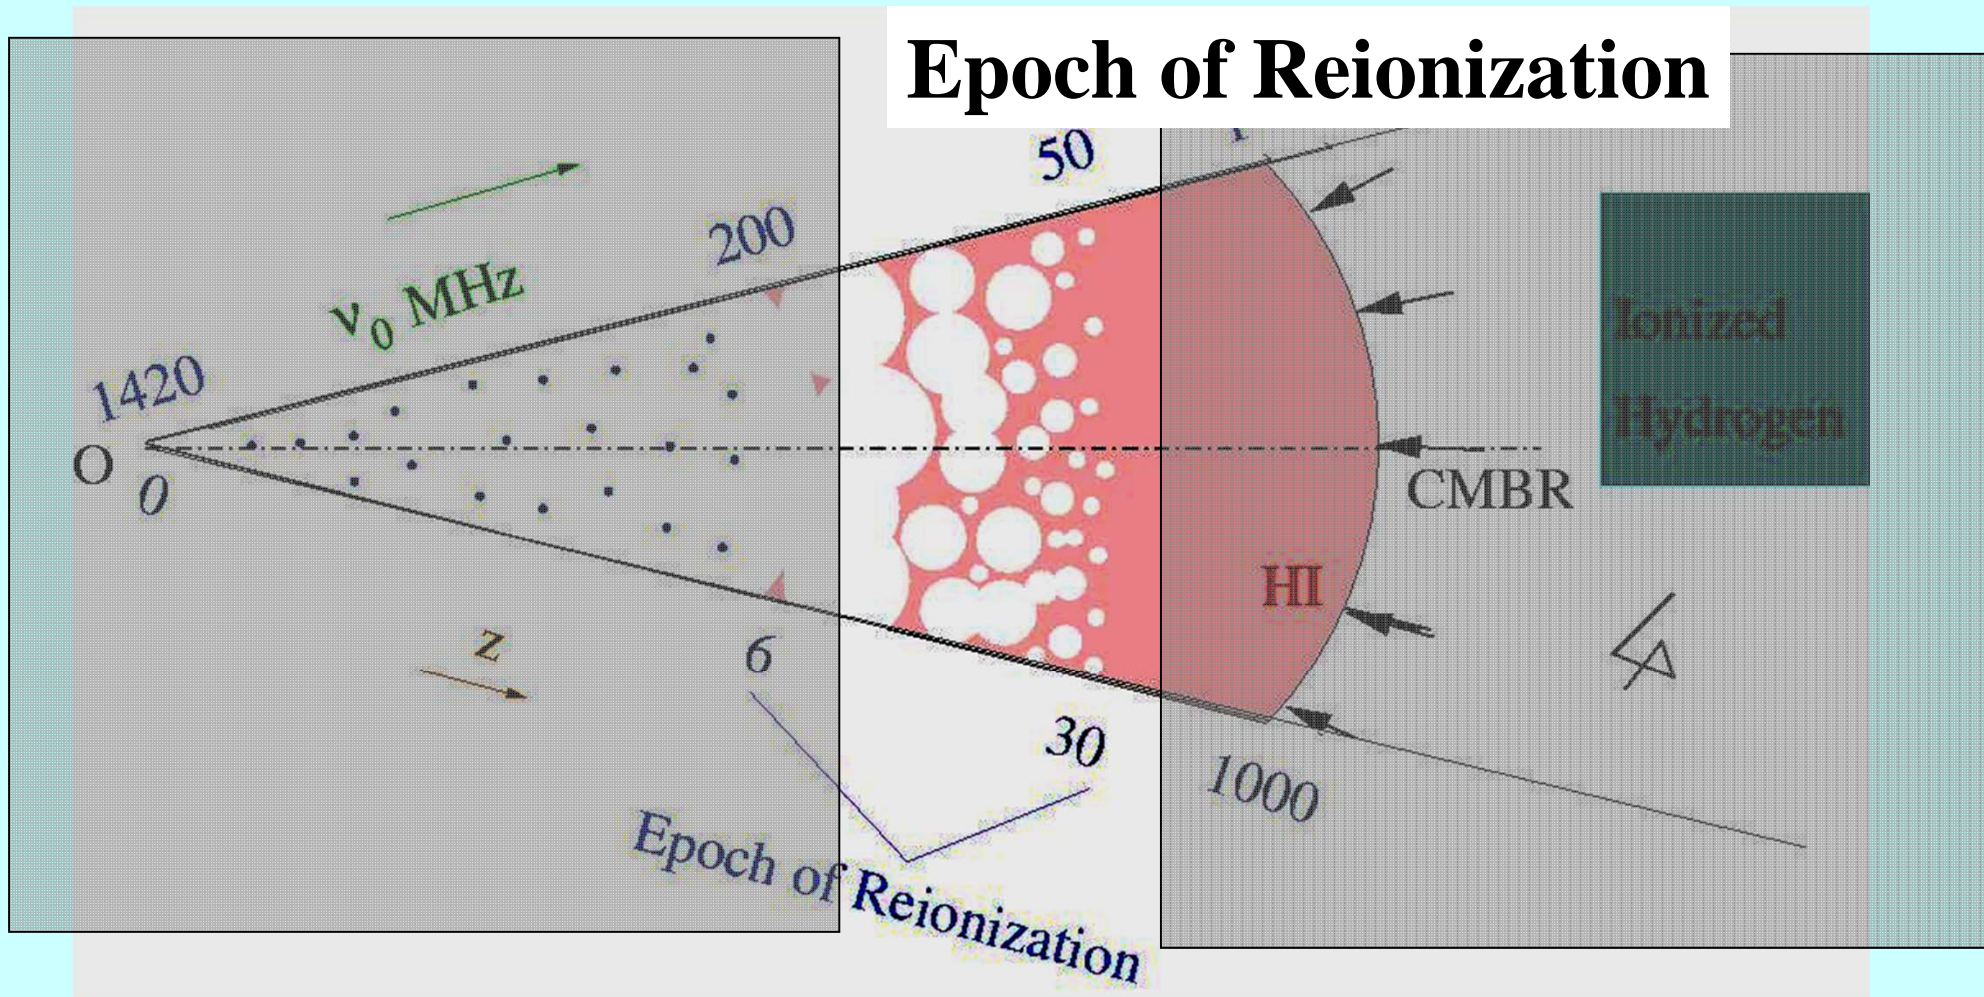 Epoch of Reionization
50
200
ν0 MHz
1420
Ionized
Hydrogen
O
0
CMBR
HI
z
6
30
1000
Epoch of Reionization